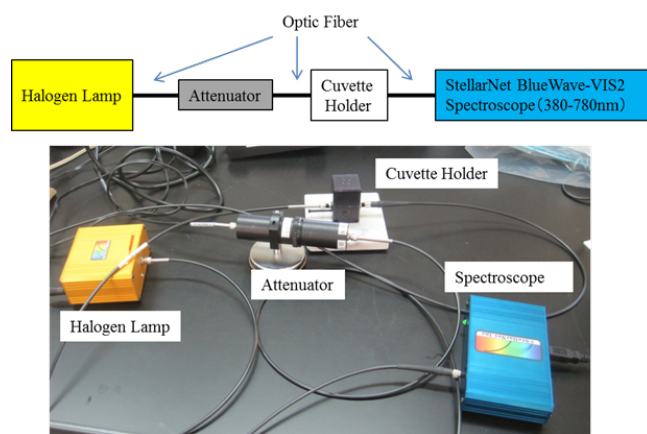 Optic Fiber
Halogen Lamp
Attenuator
Cuvette
Holder
StellarNet BlueWave-VIS2
Spectroscope(380-780nm)
Cuvette Holder
Attenuator
Spectroscope
Halogen Lamp